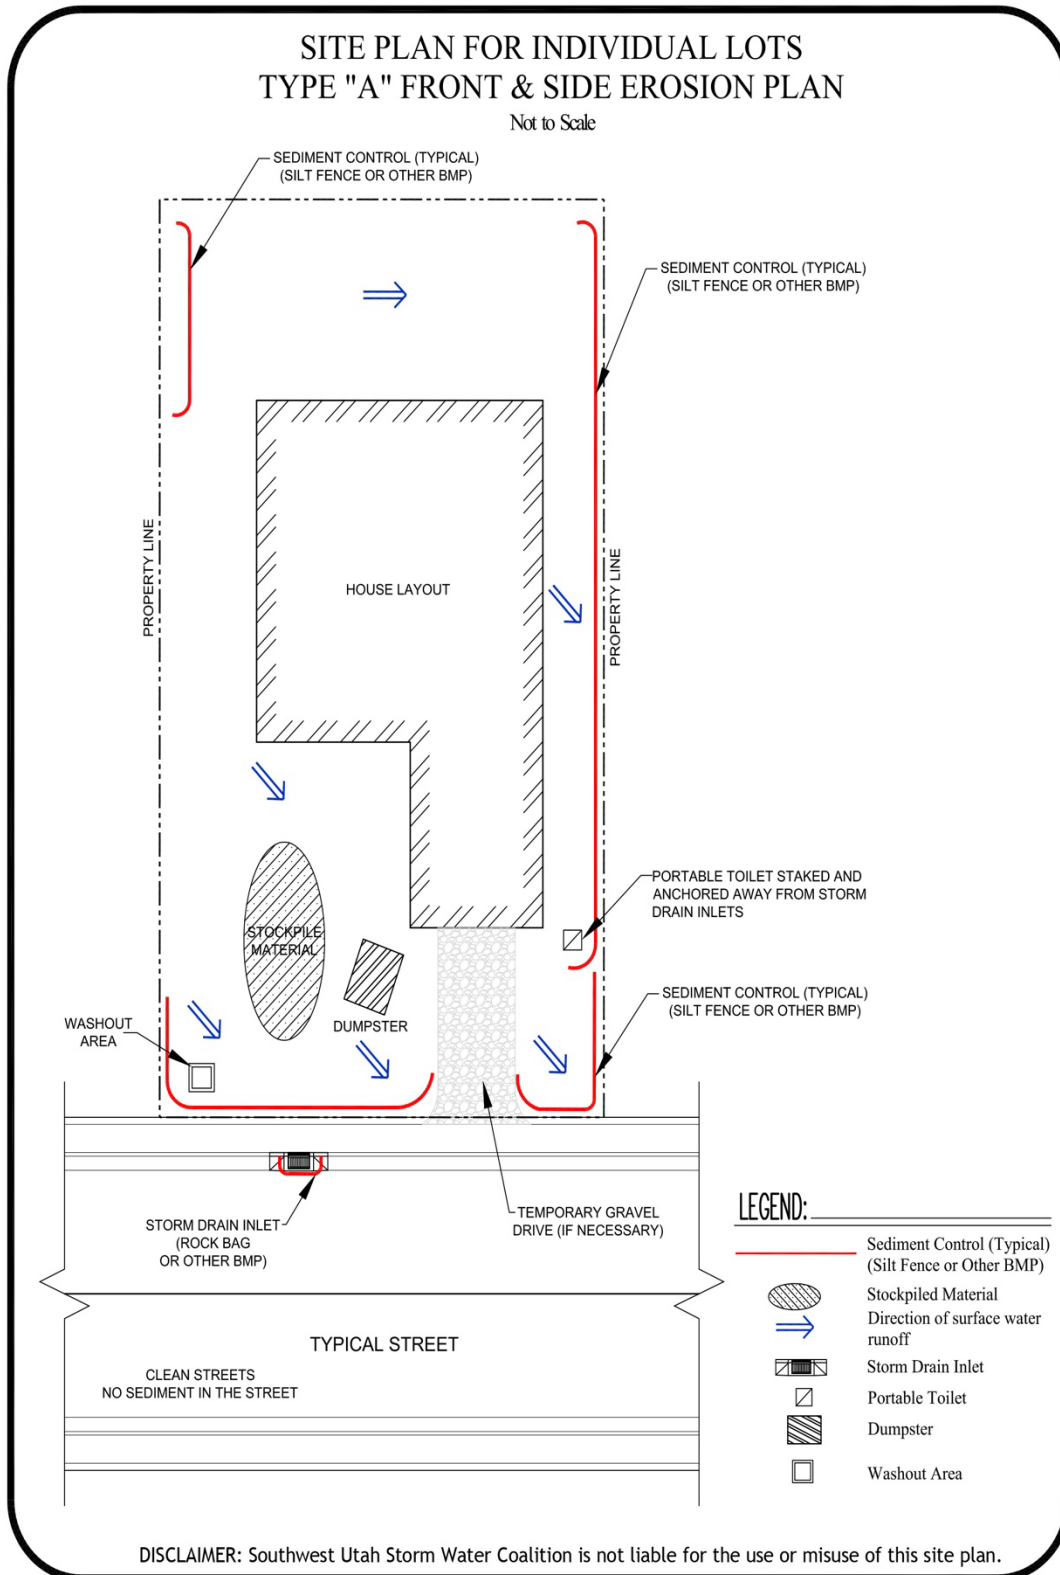 SITE PLAN FOR INDIVIDUAL LOTS
TYPE "A" FRONT & SIDE EROSION PLAN
Not to Scale
SEDIMENT CONTROL (TYPICAL)
(SILT FENCE OR OTHER BMP)
SEDIMENT CONTROL (TYPICAL)
(SILT FENCE OR OTHER BMP)
PROPERTY LINE
HOUSE LAYOUT
PROPERTY LINE
PORTABLE TOILET STAKED AND
ANCHORED AWAY FROM STORM
DRAIN INLETS
STOCKPILE
MATERIAL
SEDIMENT CONTROL (TYPICAL)
(SILT FENCE OR OTHER BMP)
WASHOUT
AREA
DUMPSTER
STORM DRAIN INLET
(ROCK BAG
OR OTHER BMP)
TEMPORARY GRAVEL
DRIVE (IF NECESSARY)
TYPICAL STREET
CLEAN STREETS
NO SEDIMENT IN THE STREET
LEGEND:
Sediment Control (Typical)
(Silt Fence or Other BMP)
Stockpiled Material
Direction of surface water
runoff
Storm Drain Inlet
Portable Toilet
Dumpster
Washout Area
DISCLAIMER: Southwest Utah Storm Water Coalition is not liable for the use or misuse of this site plan.